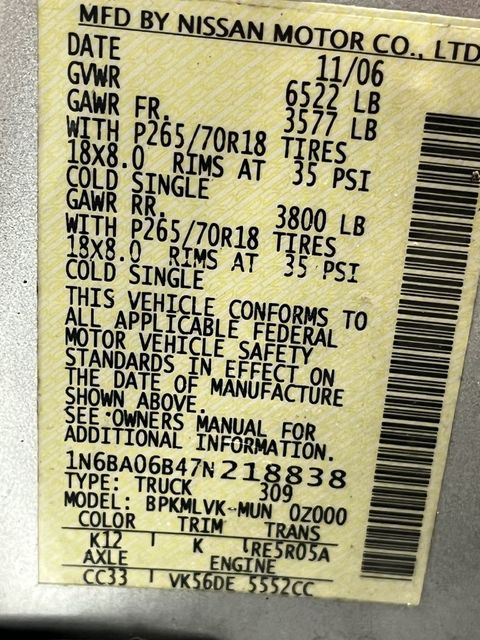 MFD BY NISSAN MOTOR CO., LTD
DATE 11/06
GVWR 6522 LB
GAWR FR. 3577 LB
WITH P265/70R18 TIRES
18X8.0 RIMS AT 35 PSI
COLD SINGLE
GAWR RR. 3800 LB
WITH P265/70R18 TIRES
18X8.0 RIMS AT 35 PSI
COLD SINGLE
THIS VEHICLE CONFORMS TO
ALL APPLICABLE FEDERAL
MOTOR VEHICLE SAFETY
STANDARDS IN EFFECT ON
THE DATE OF MANUFACTURE
SHOWN ABOVE.
SEE OWNERS MANUAL FOR
ADDITIONAL INFORMATION.
1N6BA06B47N218838
TYPE: TRUCK 309
MODEL: BPKMLVK-MUN 0Z000
COLOR TRIM TRANS
K12 K RE5R05A
AXLE ENGINE
CC33 VK56DE 5552CC